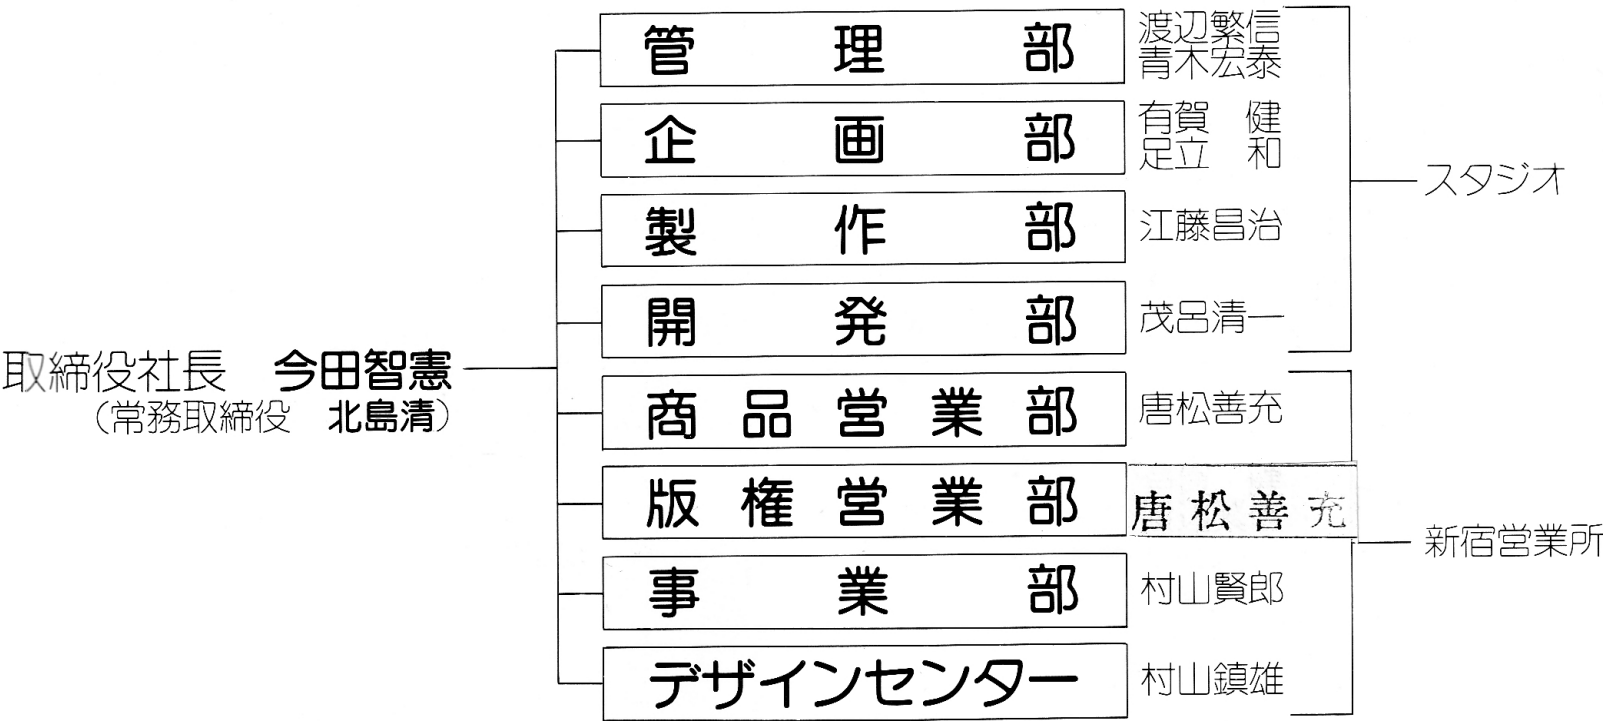 取締役社長 今田智憲
（常務取締役 北島清）
管理部 渡辺繁信
青木宏泰
企画部 有賀 健
足立 和
製作部 江藤昌治
開発部 茂呂清一
スタジオ
商品営業部 唐松善充
版権営業部 唐松善充
事業部 村山賢郎
デザインセンター 村山鎮雄
新宿営業所